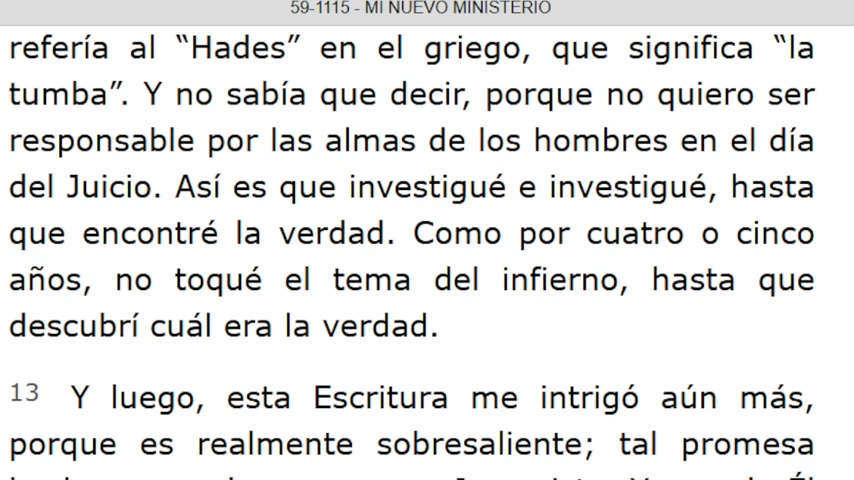 59-1115 - MI NUEVO MINISTERIO
refería al “Hades” en el griego, que significa “la
tumba”. Y no sabía que decir, porque no quiero ser
responsable por las almas de los hombres en el día
del Juicio. Así es que investigué e investigué, hasta
que encontré la verdad. Como por cuatro o cinco
años, no toqué el tema del infierno, hasta que
descubrí cuál era la verdad.
13 Y luego, esta Escritura me intrigó aún más,
porque es realmente sobresaliente; tal promesa